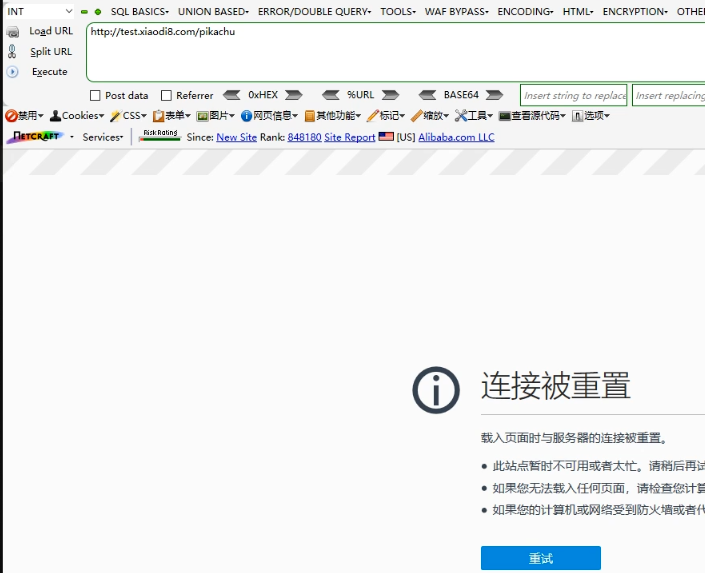 INT SQL BASICS UNION BASED ERROR/DOUBLE QUERY TOOLS WAF BYPASS ENCODING HTML ENCRYPTION OTHE
Load URL http://test.xiaodi8.com/pikachu
Split URL
Execute
Post data Referrer 0xHEX %URL BASE64 Insert string to replace Insert replacing
禁用 Cookies CSS 表单 图片 网页信息 其他功能 标记 缩放 工具 查看源代码 选项
NETCRAFT Services Risk Rating Since: New Site Rank: 848180 Site Report [US] Alibaba.com LLC
连接被重置
载入页面时与服务器的连接被重置。
此站点暂时不可用或者太忙。请稍后再试
如果您无法载入任何页面，请检查您计算
如果您的计算机或网络受到防火墙或者代
重试